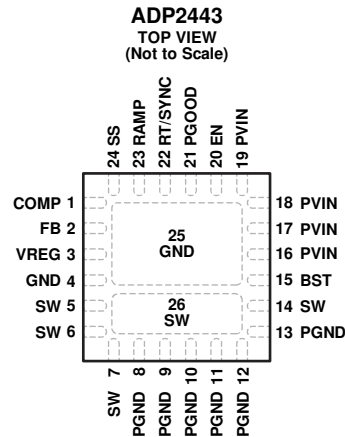 ADP2443
TOP VIEW
(Not to Scale)
24 SS
23 RAMP
22 RT/SYNC
21 PGOOD
20 EN
19 PVIN
COMP 1
FB 2
VREG 3
GND 4
SW 5
SW 6
25
GND
26
SW
18 PVIN
17 PVIN
16 PVIN
15 BST
14 SW
13 PGND
SW 7
PGND 8
PGND 9
PGND 10
PGND 11
PGND 12